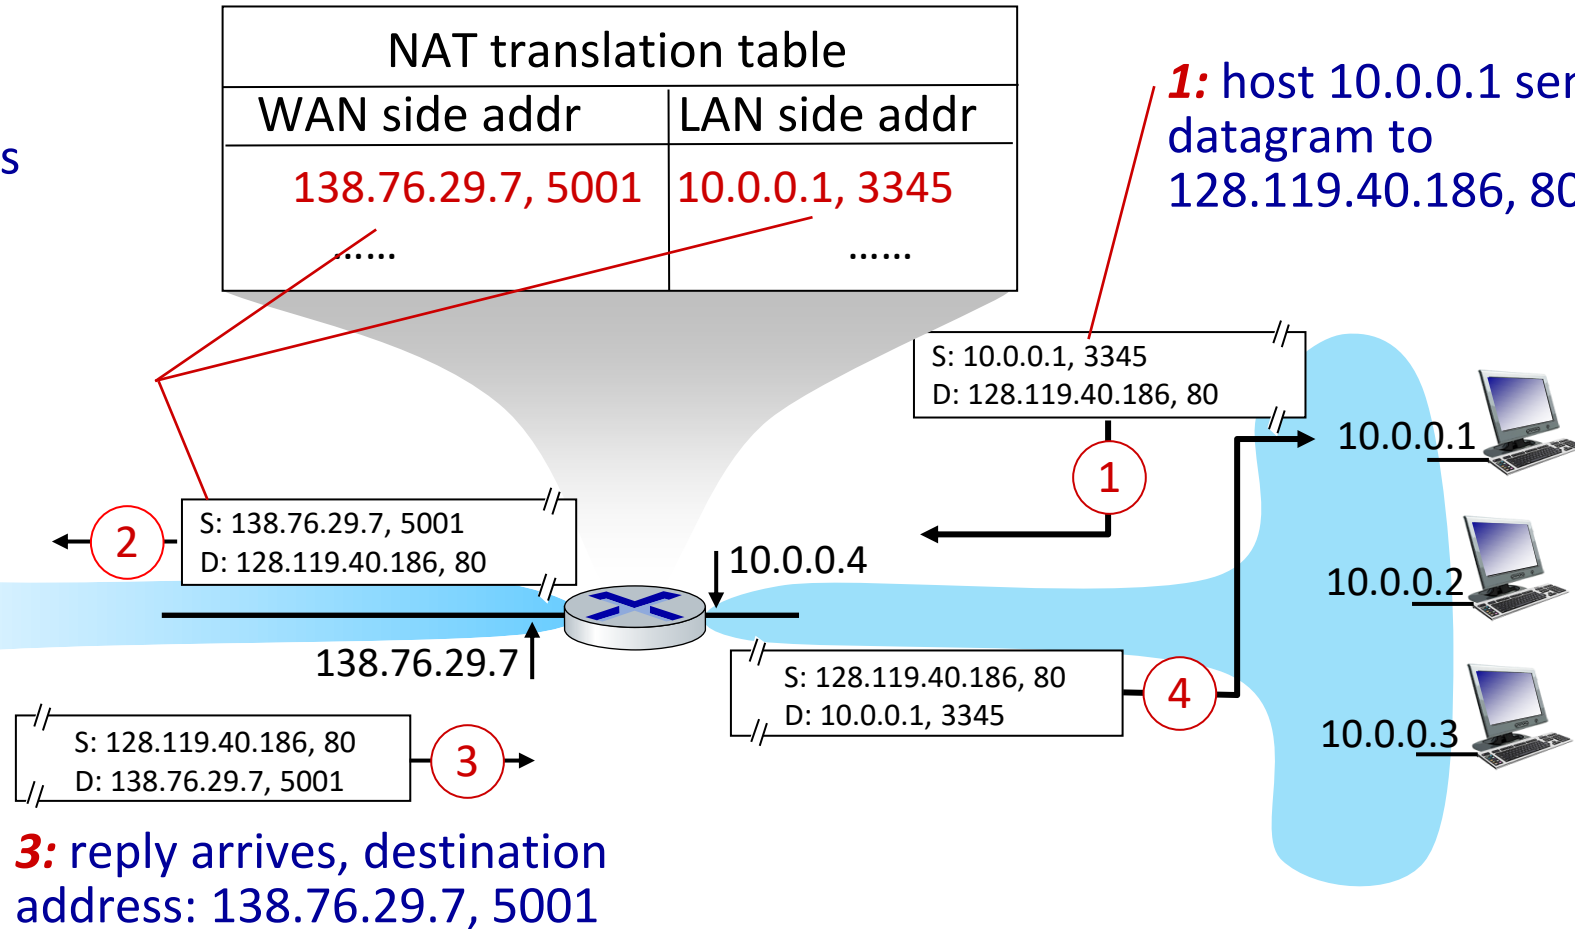 NAT translation table
WAN side addr LAN side addr
138.76.29.7, 5001 10.0.0.1, 3345
…… ……
s
1: host 10.0.0.1 ser
datagram to
128.119.40.186, 80
S: 10.0.0.1, 3345
D: 128.119.40.186, 80
1
10.0.0.1
2
S: 138.76.29.7, 5001
D: 128.119.40.186, 80
10.0.0.4
10.0.0.2
138.76.29.7
S: 128.119.40.186, 80
D: 10.0.0.1, 3345
4
10.0.0.3
S: 128.119.40.186, 80
D: 138.76.29.7, 5001
3
3: reply arrives, destination
address: 138.76.29.7, 5001